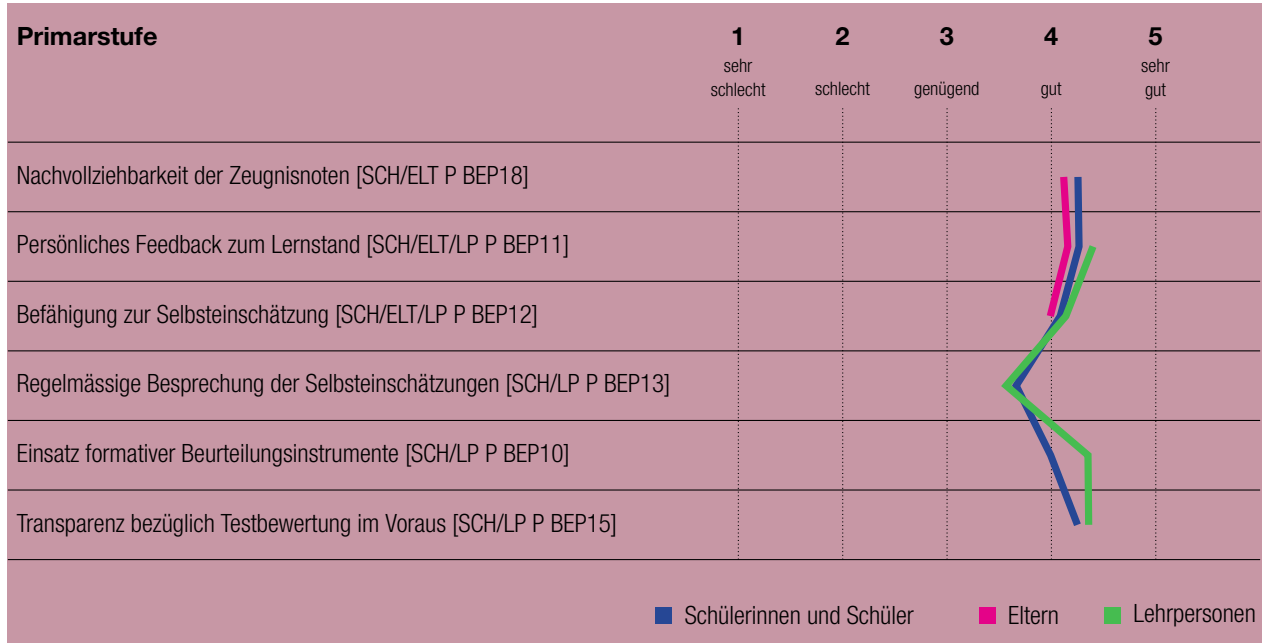 Primarstufe 1 2 3 4 5
sehr schlecht schlecht genügend gut sehr gut
Nachvollziehbarkeit der Zeugnisnoten [SCH/ELT P BEP18]
Persönliches Feedback zum Lernstand [SCH/ELT/LP P BEP11]
Befähigung zur Selbsteinschätzung [SCH/ELT/LP P BEP12]
Regelmässige Besprechung der Selbsteinschätzungen [SCH/LP P BEP13]
Einsatz formativer Beurteilungsinstrumente [SCH/LP P BEP10]
Transparenz bezüglich Testbewertung im Voraus [SCH/LP P BEP15]
Schülerinnen und Schüler Eltern Lehrpersonen